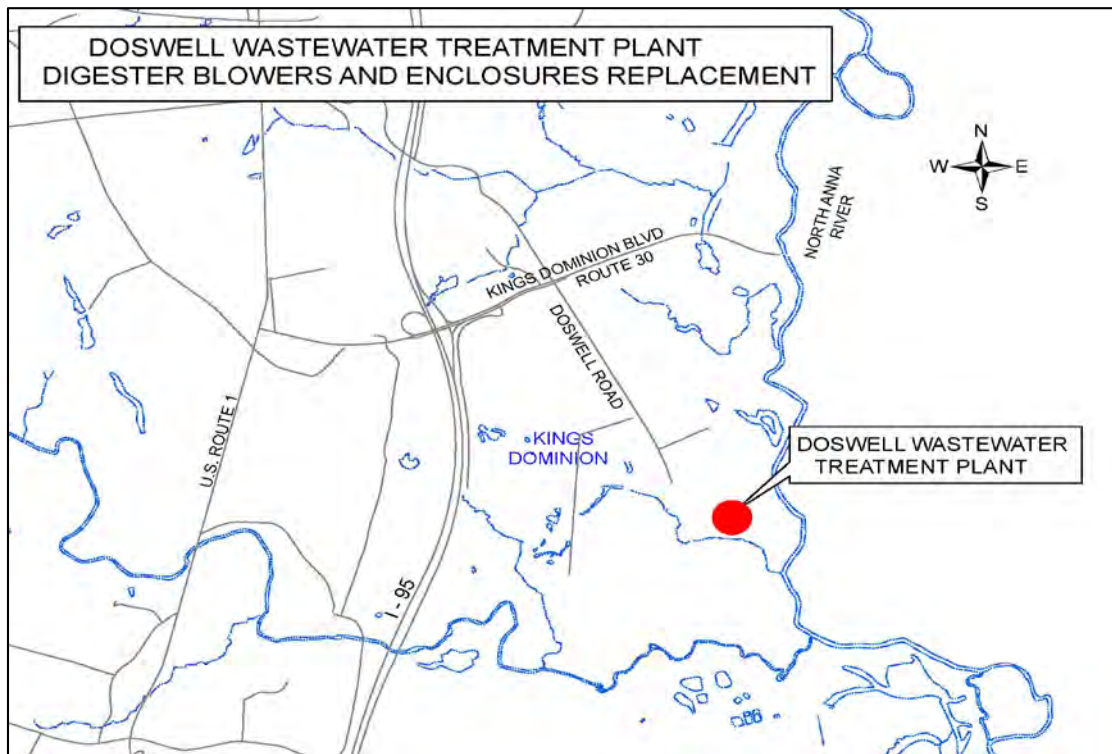 DOSWELL WASTEWATER TREATMENT PLANT
DIGESTER BLOWERS AND ENCLOSURES REPLACEMENT
N
W
E
S
NORTH ANNA
RIVER
KINGS DOMINION BLVD
ROUTE 30
DOSWELL ROAD
U.S. ROUTE 1
KINGS
DOMINION
DOSWELL WASTEWATER
TREATMENT PLANT
I - 95